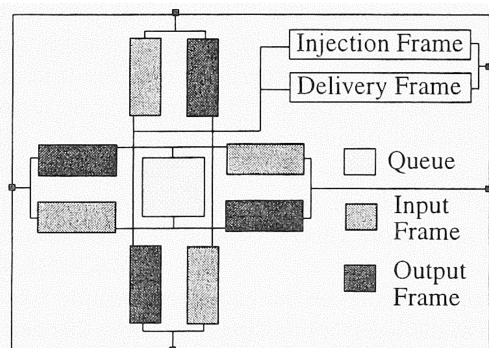 Injection Frame
Delivery Frame
Queue
Input
Frame
Output
Frame